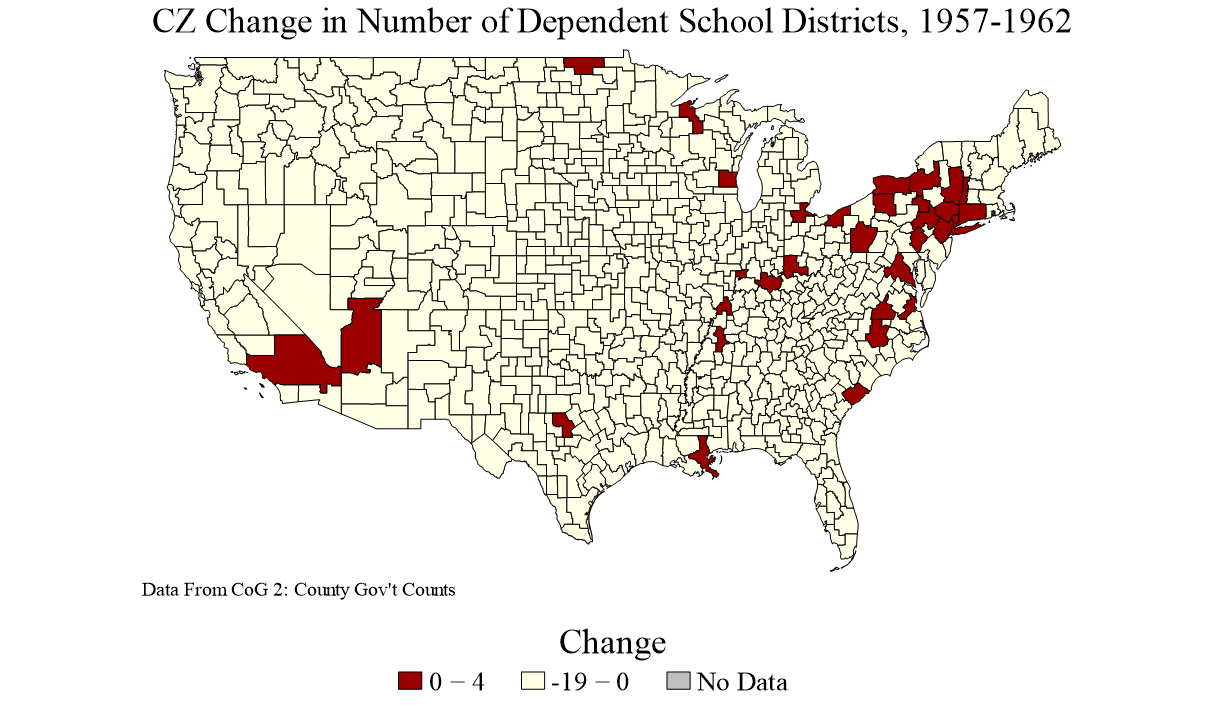 CZ Change in Number of Dependent School Districts, 1957-1962
Data From CoG 2: County Gov't Counts
Change
0 − 4 -19 − 0 No Data